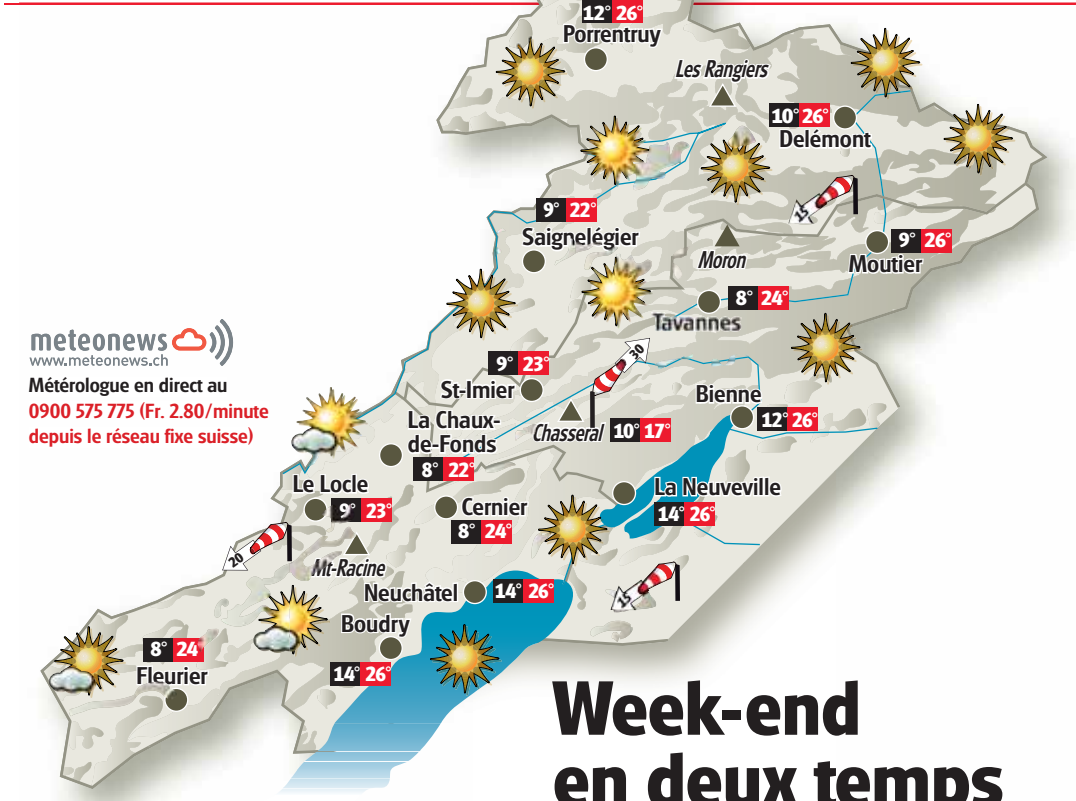 12° 26°
Porrentruy
Les Rangiers
10° 26°
Delémont
15
9° 22°
Saignelégier
Moron
9° 26°
Moutier
8° 24°
Tavannes
meteonews
www.meteonews.ch
Métérologue en direct au
0900 575 775 (Fr. 2.80/minute
depuis le réseau fixe suisse)
30
9° 23°
St-Imier
Chasseral 10° 17°
Bienne
12° 26°
La Chaux-
de-Fonds
8° 22°
Le Locle
9° 23°
Cernier
8° 24°
La Neuveville
14° 26°
20
Mt-Racine
Neuchâtel 14° 26°
15
Boudry
14° 26°
8° 24°
Fleurier
Week-end
en deux temps